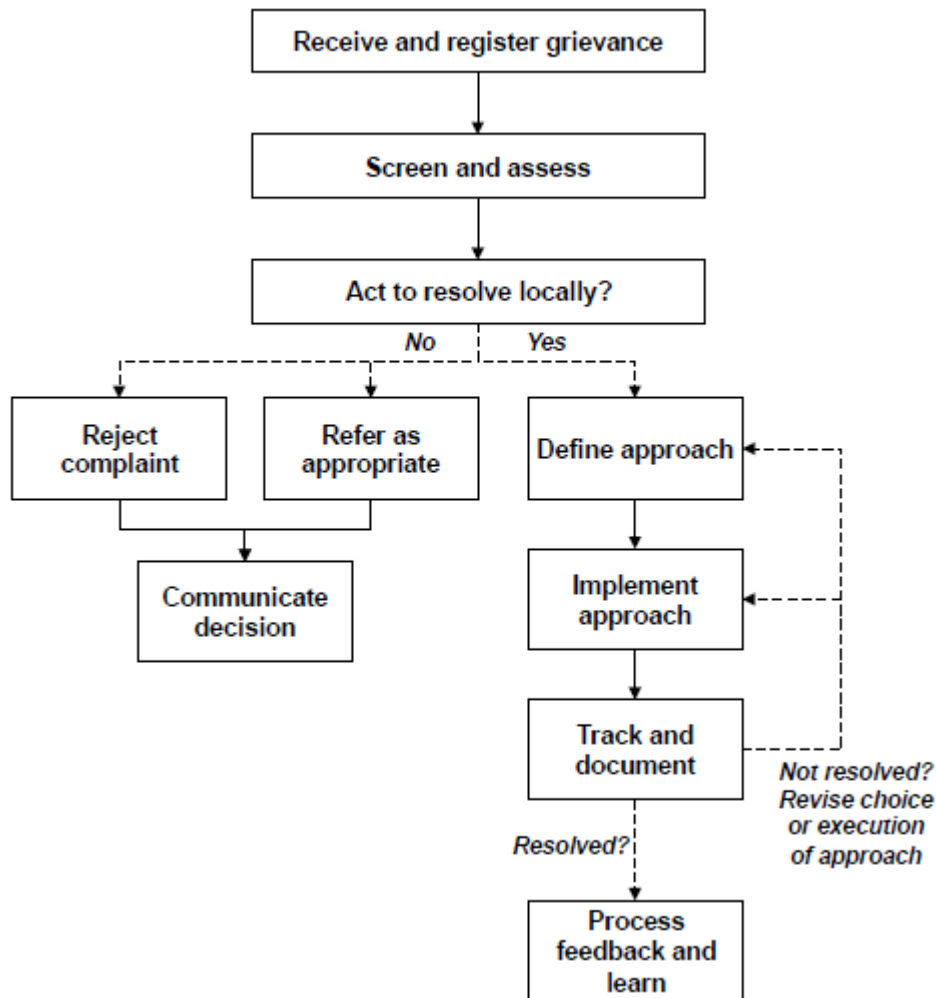 Receive and register grievance
Screen and assess
Act to resolve locally?
No
Yes
Reject
complaint
Refer as
appropriate
Define approach
Communicate
decision
Implement
approach
Track and
document
Not resolved?
Revise choice
or execution
of approach
Resolved?
Process
feedback and
learn